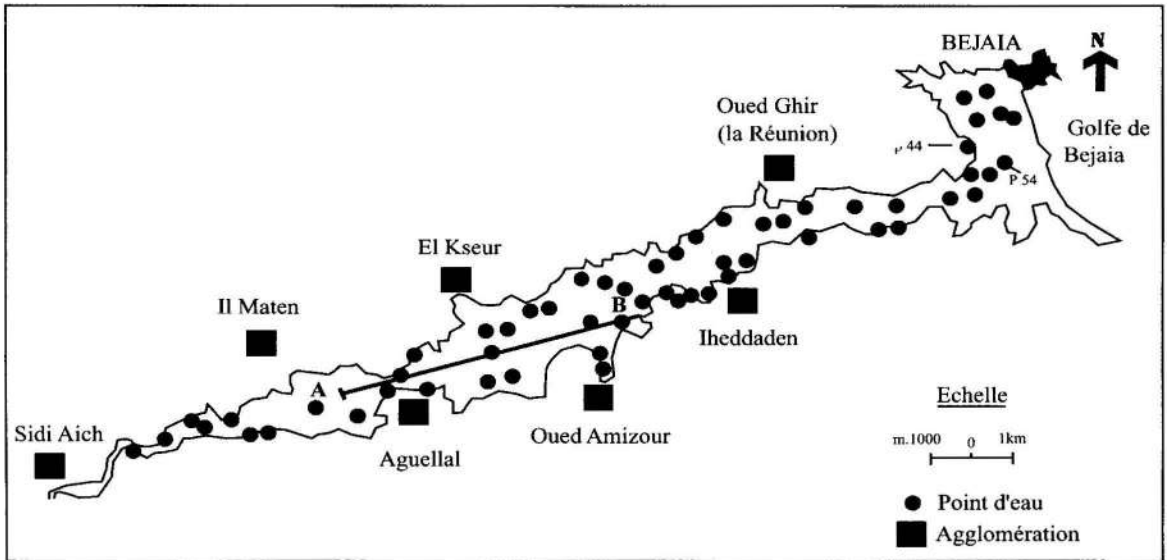 BEJAIA
N
Oued Ghir
(la Réunion)
Golfe de
Bejaia
P 44
P 54
El Kseur
Il Maten
B
Iheddaden
A
Sidi Aich
Aguellal
Oued Amizour
Echelle
m.1000 0 1km
Point d'eau
Agglomération